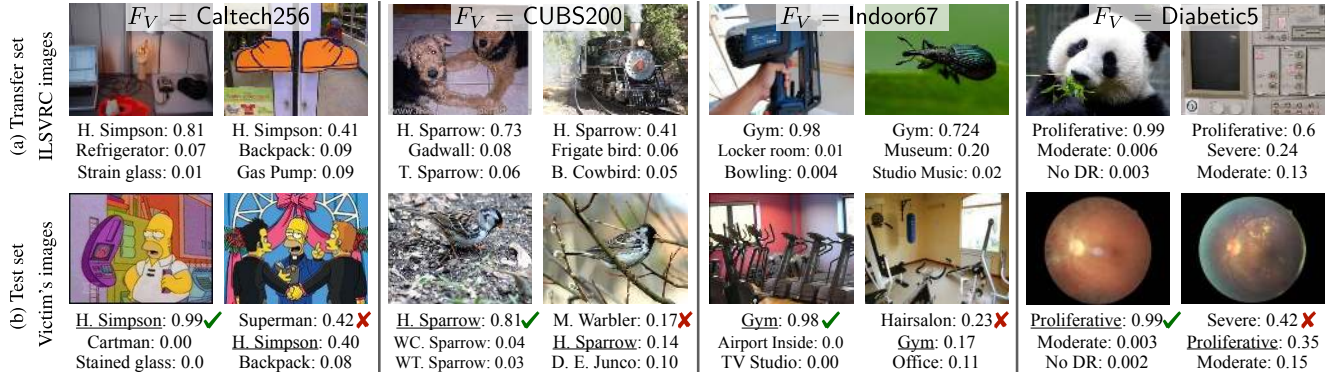 F_V = Caltech256
F_V = CUBS200
F_V = Indoor67
F_V = Diabetic5
(a) Transfer set
ILSVRC images
H. Simpson: 0.81
Refrigerator: 0.07
Strain glass: 0.01
H. Simpson: 0.41
Backpack: 0.09
Gas Pump: 0.09
H. Sparrow: 0.73
Gadwall: 0.08
T. Sparrow: 0.06
H. Sparrow: 0.41
Frigate bird: 0.06
B. Cowbird: 0.05
Gym: 0.98
Locker room: 0.01
Bowling: 0.004
Gym: 0.724
Museum: 0.20
Studio Music: 0.02
Proliferative: 0.99
Moderate: 0.006
No DR: 0.003
Proliferative: 0.6
Severe: 0.24
Moderate: 0.13
(b) Test set
Victim's images
H. Simpson: 0.99✓
Cartman: 0.00
Stained glass: 0.0
Superman: 0.42✗
H. Simpson: 0.40
Backpack: 0.08
H. Sparrow: 0.81✓
WC. Sparrow: 0.04
WT. Sparrow: 0.03
M. Warbler: 0.17✗
H. Sparrow: 0.14
D. E. Junco: 0.10
Gym: 0.98✓
Airport Inside: 0.0
TV Studio: 0.00
Hairsalon: 0.23✗
Gym: 0.17
Office: 0.11
Proliferative: 0.99✓
Moderate: 0.003
No DR: 0.002
Severe: 0.42✗
Proliferative: 0.35
Moderate: 0.15